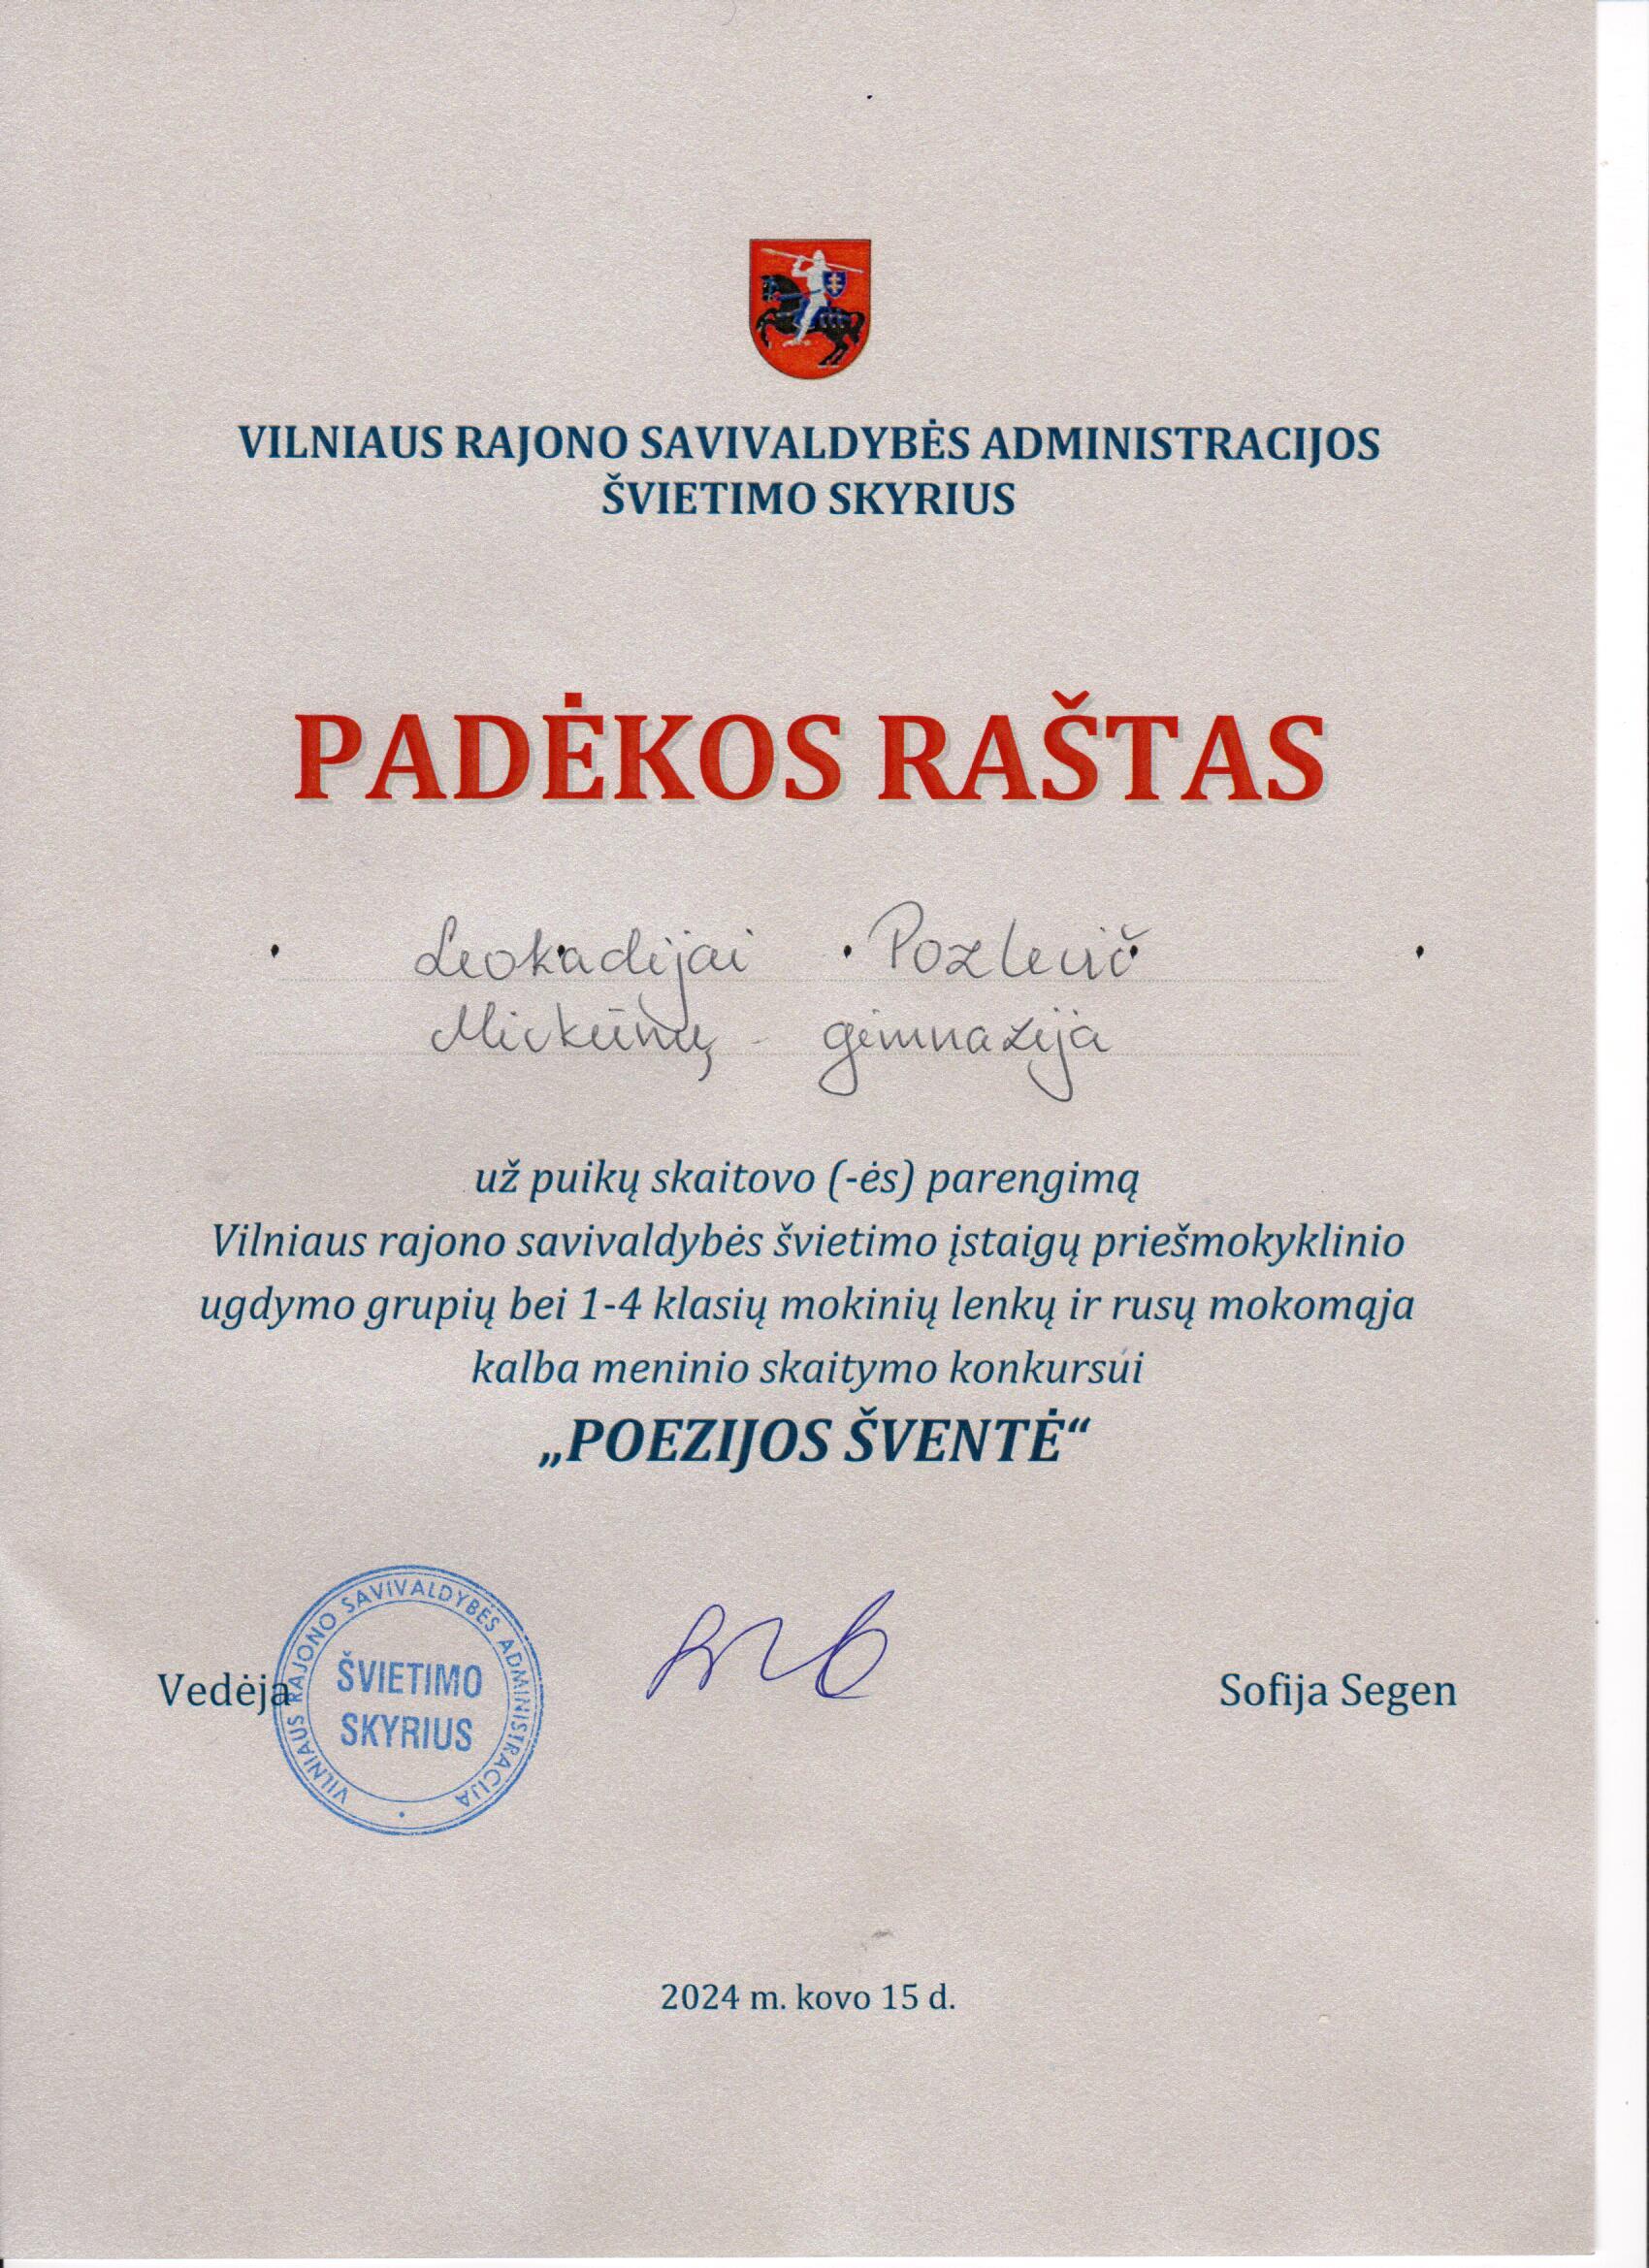 VILNIAUS RAJONO SAVIVALDYBĖS ADMINISTRACIJOS
ŠVIETIMO SKYRIUS
PADĖKOS RAŠTAS
Leokadijai Pozlevič
Mickūnų gimnazija
už puikų skaitovo (-ės) parengimą
Vilniaus rajono savivaldybės švietimo įstaigų priešmokyklinio
ugdymo grupių bei 1-4 klasių mokinių lenkų ir rusų mokomąja
kalba meninio skaitymo konkursui
„POEZIJOS ŠVENTĖ“
VILNIAUS RAJONO SAVIVALDYBĖS ADMINISTRACIJA
ŠVIETIMO
SKYRIUS
Vedėja Sofija Segen
2024 m. kovo 15 d.